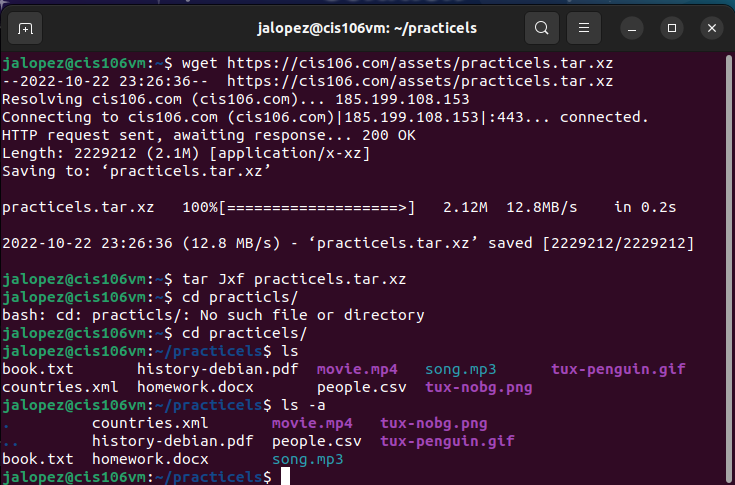 jalopez@cis106vm: ~/practicels
jalopez@cis106vm:~$ wget https://cis106.com/assets/practicels.tar.xz
--2022-10-22 23:26:36--  https://cis106.com/assets/practicels.tar.xz
Resolving cis106.com (cis106.com)... 185.199.108.153
Connecting to cis106.com (cis106.com)|185.199.108.153|:443... connected.
HTTP request sent, awaiting response... 200 OK
Length: 2229212 (2.1M) [application/x-xz]
Saving to: ‘practicels.tar.xz’
practicels.tar.xz   100%[===================>]   2.12M  12.8MB/s    in 0.2s
2022-10-22 23:26:36 (12.8 MB/s) - ‘practicels.tar.xz’ saved [2229212/2229212]
jalopez@cis106vm:~$ tar Jxf practicels.tar.xz
jalopez@cis106vm:~$ cd practicls/
bash: cd: practicls/: No such file or directory
jalopez@cis106vm:~$ cd practicels/
jalopez@cis106vm:~/practicels$ ls
book.txt       history-debian.pdf  movie.mp4   song.mp3      tux-penguin.gif
countries.xml  homework.docx       people.csv  tux-nobg.png
jalopez@cis106vm:~/practicels$ ls -a
.         countries.xml       movie.mp4   tux-nobg.png
..        history-debian.pdf  people.csv  tux-penguin.gif
book.txt  homework.docx       song.mp3
jalopez@cis106vm:~/practicels$